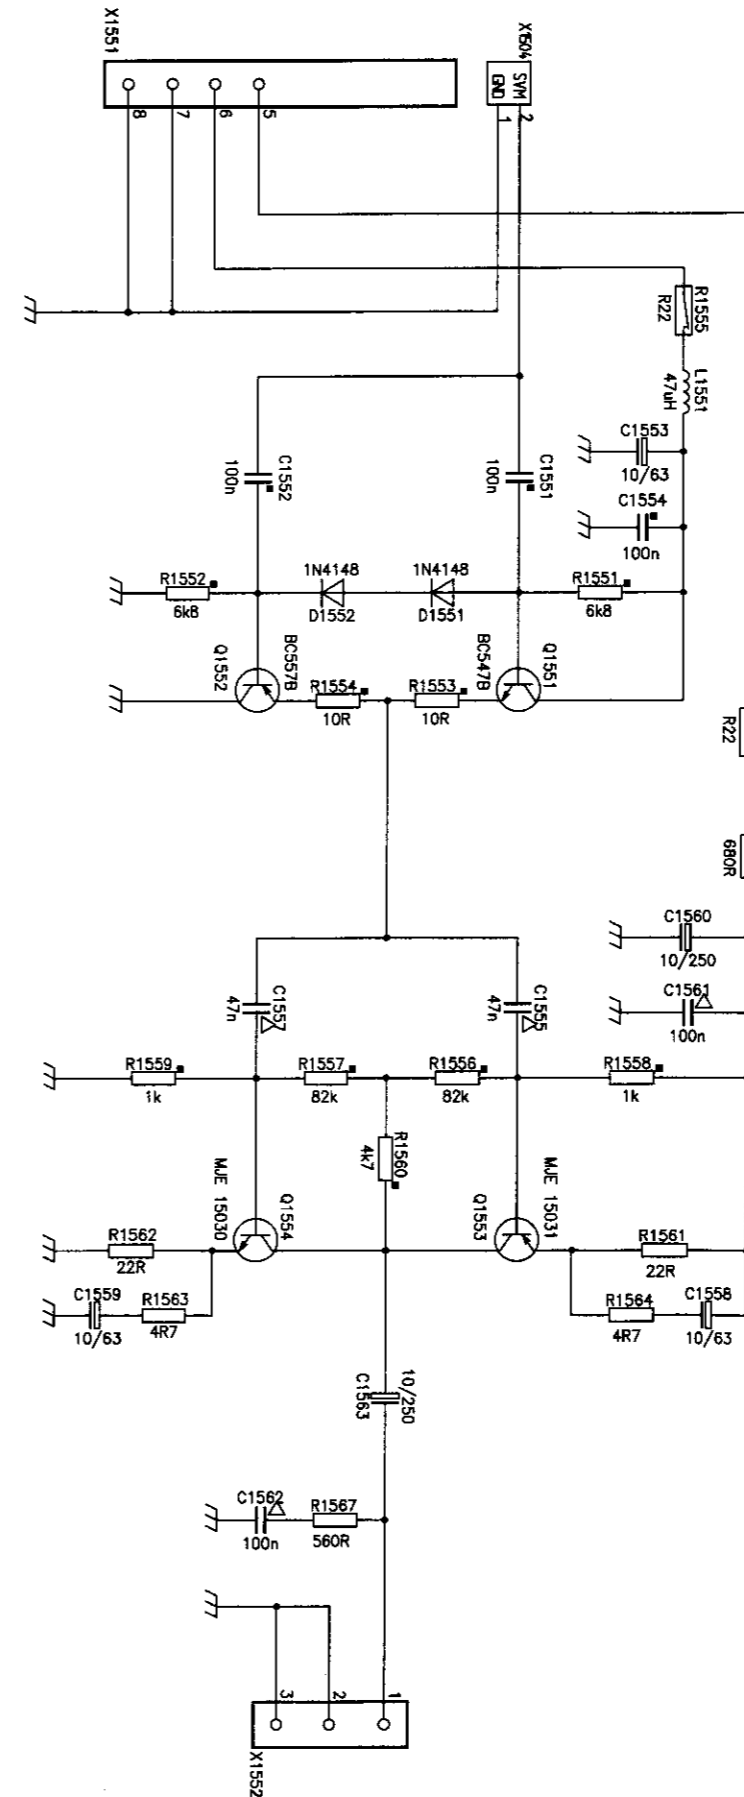 X1551
X1504
SVM
GND
8
7
6
5
1
2
R1555
R22
L1551
47uH
C1553
10/63
C1554
100n
C1552
100n
C1551
100n
R1552
6k8
1N4148
D1552
1N4148
D1551
R1551
6k8
Q1552
BC557B
R1554
10R
R1553
10R
BC547B
Q1551
R22
680R
C1560
10/250
C1561
100n
C1557
47n
C1555
47n
R1559
1k
R1557
82k
R1556
82k
R1558
1k
R1560
4k7
MJE 15030
Q1554
Q1553
MJE 15031
R1562
22R
R1561
22R
C1559
10/63
R1563
4R7
R1564
4R7
C1558
10/63
10/250
C1563
C1562
100n
R1567
560R
3
2
1
X1552